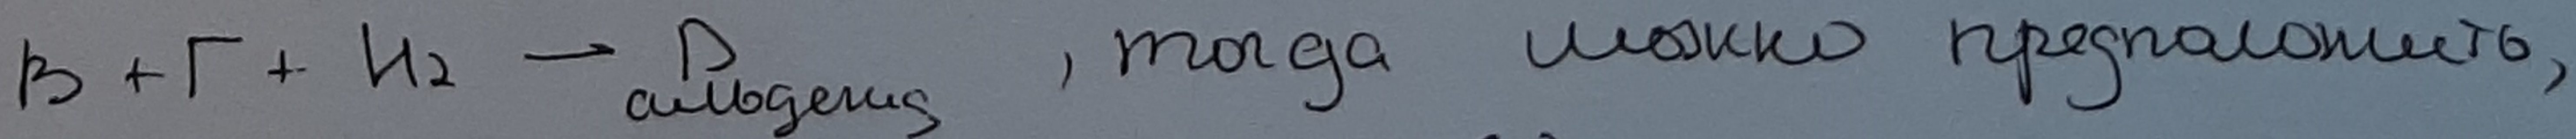 В + Г + H₂ → D , тогда можно предположить,
альдегид